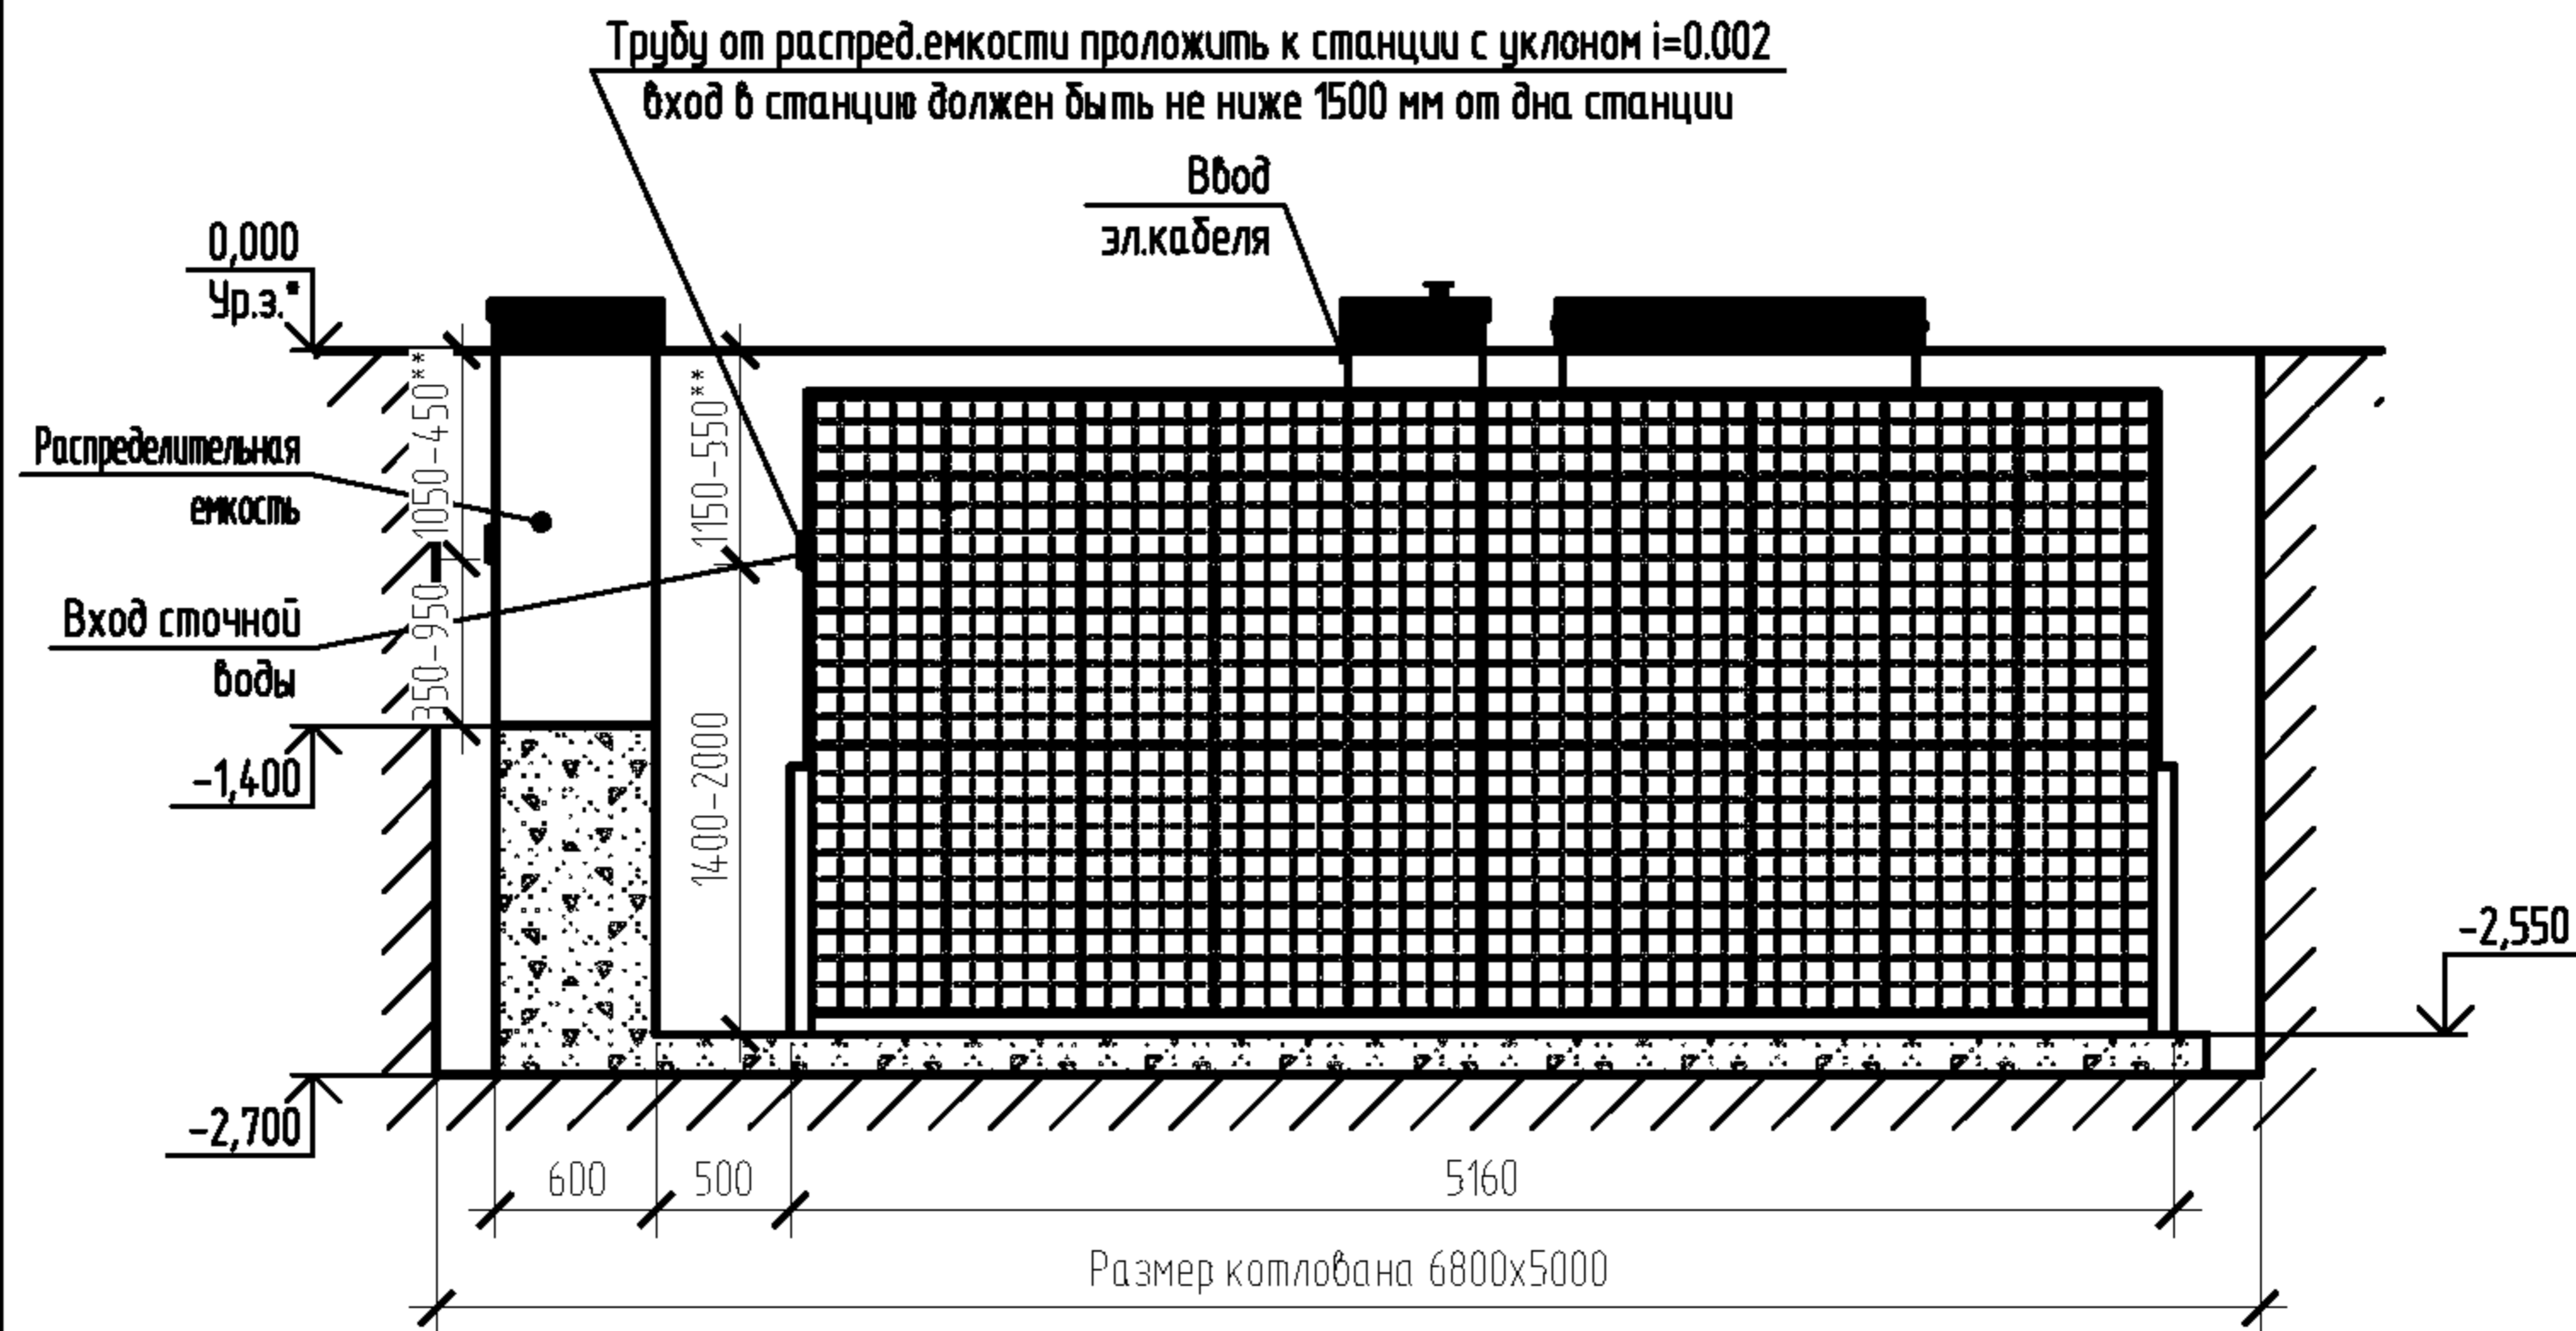 Трубу от распред.емкости проложить к станции с уклоном i=0.002
вход в станцию должен быть не ниже 1500 мм от дна станции
Ввод
эл.кабеля
0,000
Ур.з.*
1050-450**
1150-550**
Распределительная
емкость
Вход сточной
воды
350-950
1400-2000
-1,400
-2,550
-2,700
600
500
5160
Размер котлована 6800х5000